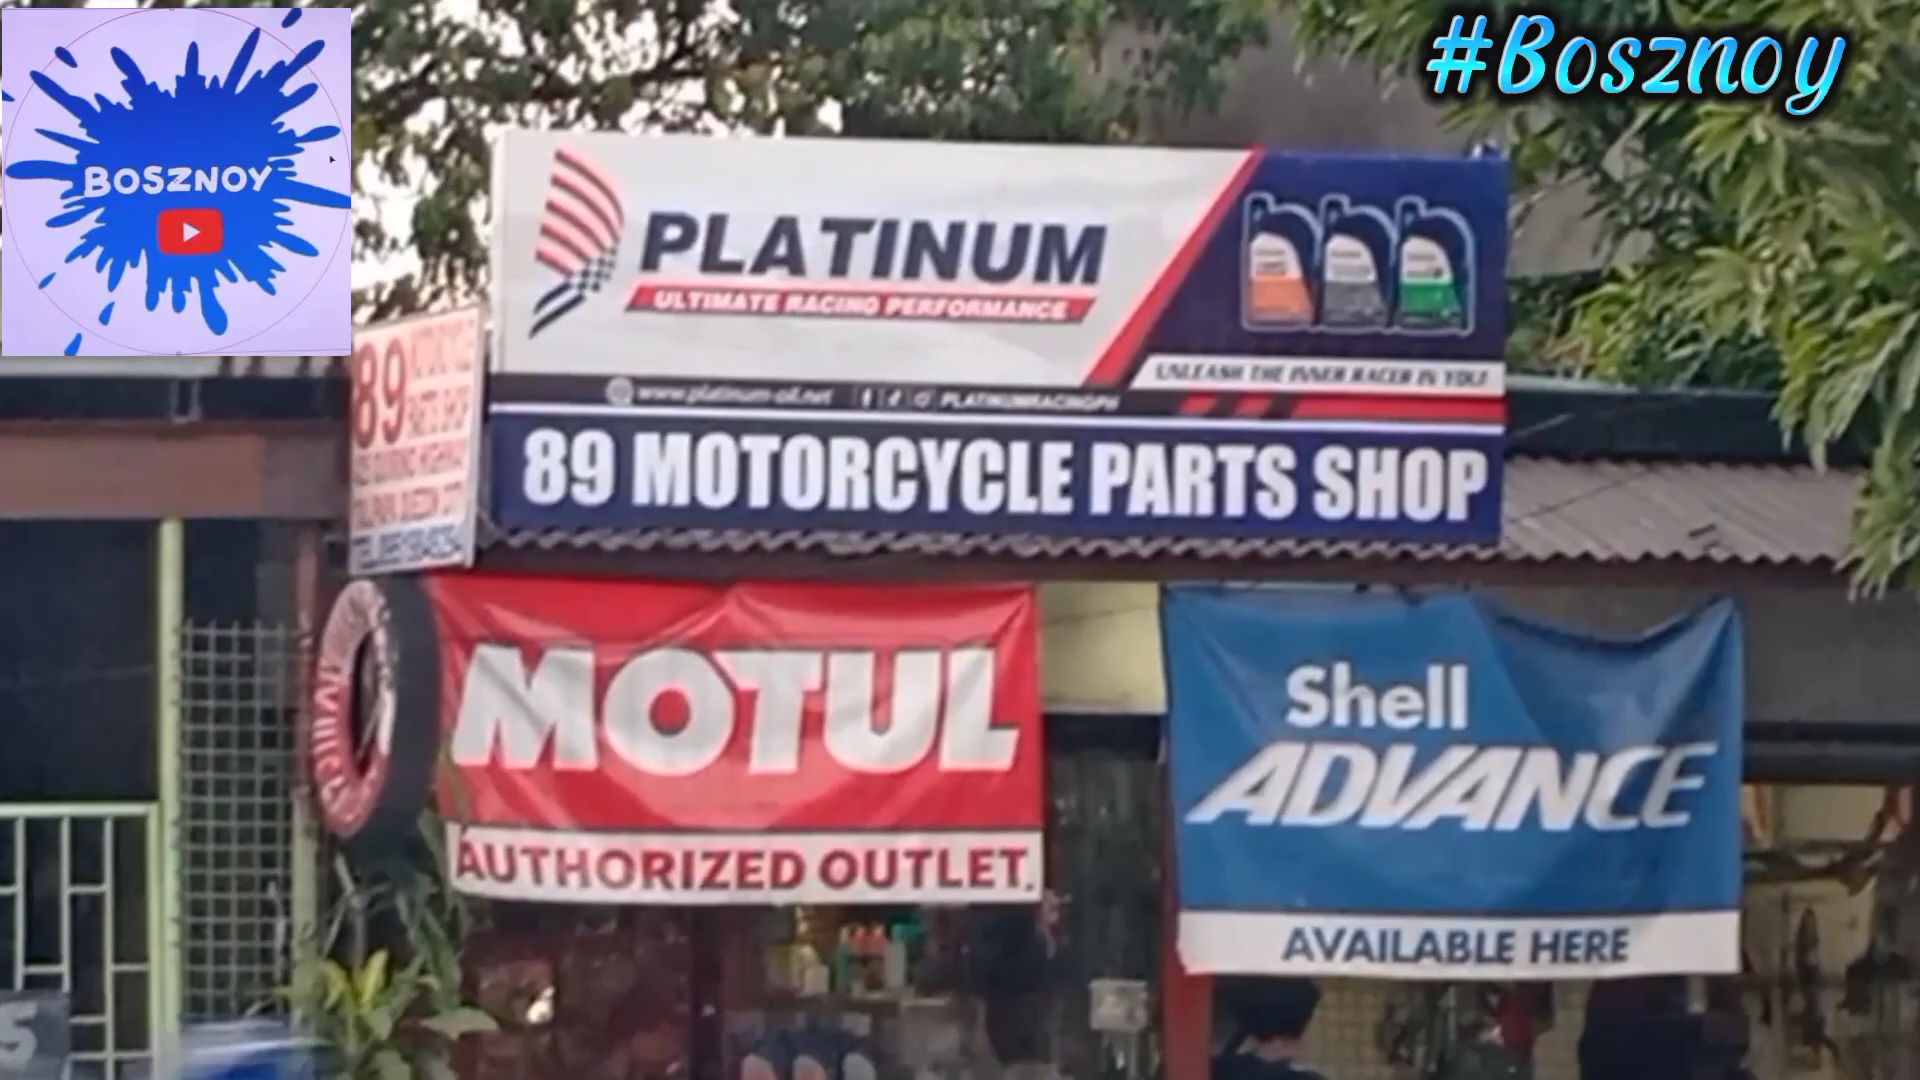 BOSZNOY
#Bosznoy
PLATINUM
ULTIMATE RACING PERFORMANCE
UNLEASH THE INNER RACER IN YOU!
www.platinum-oil.net
PLATINUMRACINGPH
89 MOTORCYCLE PARTS SHOP
89
MOTUL
AUTHORIZED OUTLET.
Shell
ADVANCE
AVAILABLE HERE